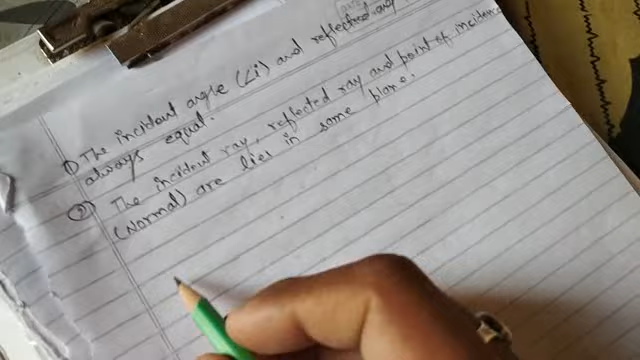 ① The incident angle (∠i) and reflected ang
always equal.
② The incident ray, reflected ray and point of incidence
(Normal) are lies in same plane.